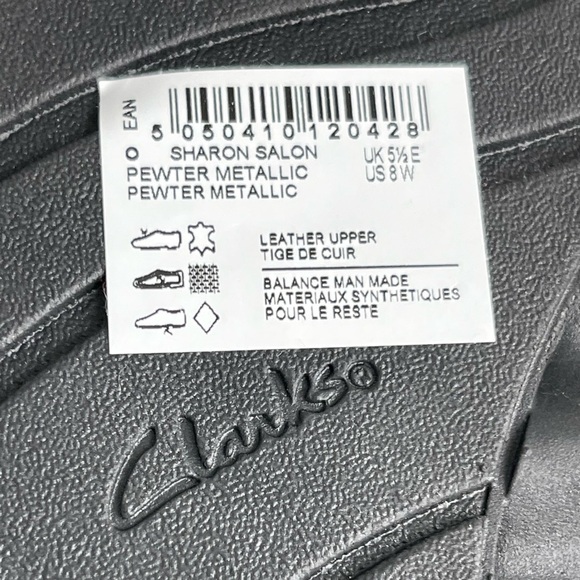 EAN
5 050410 120428
O SHARON SALON UK 5½ E
PEWTER METALLIC US 8 W
PEWTER METALLIC
LEATHER UPPER
TIGE DE CUIR
BALANCE MAN MADE
MATERIAUX SYNTHETIQUES
POUR LE RESTE
Clarks